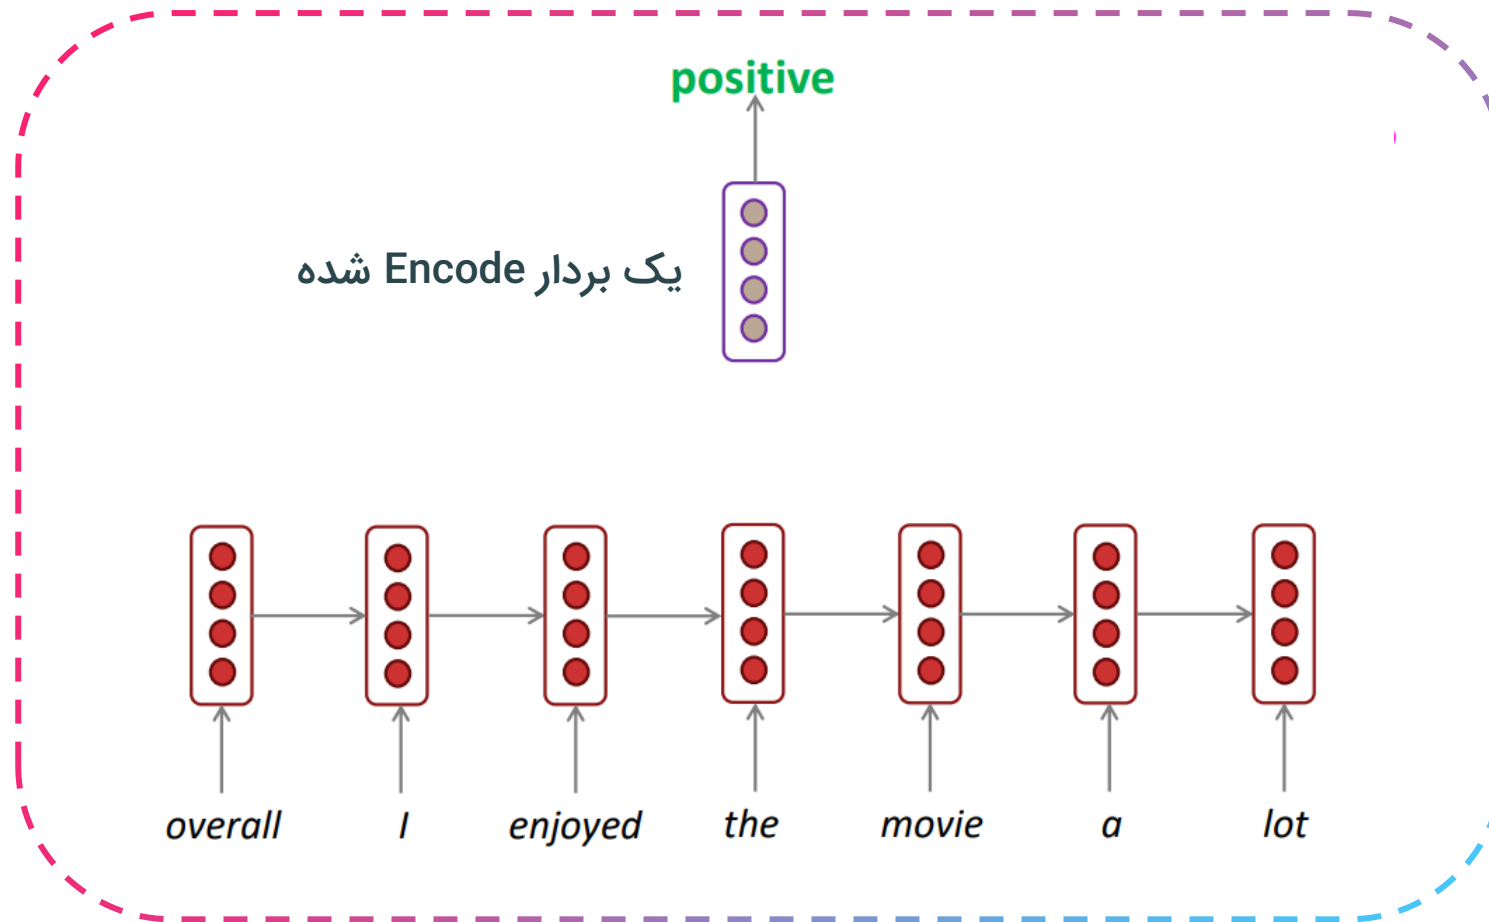 positive
یک بردار Encode شده
overall I enjoyed the movie a lot